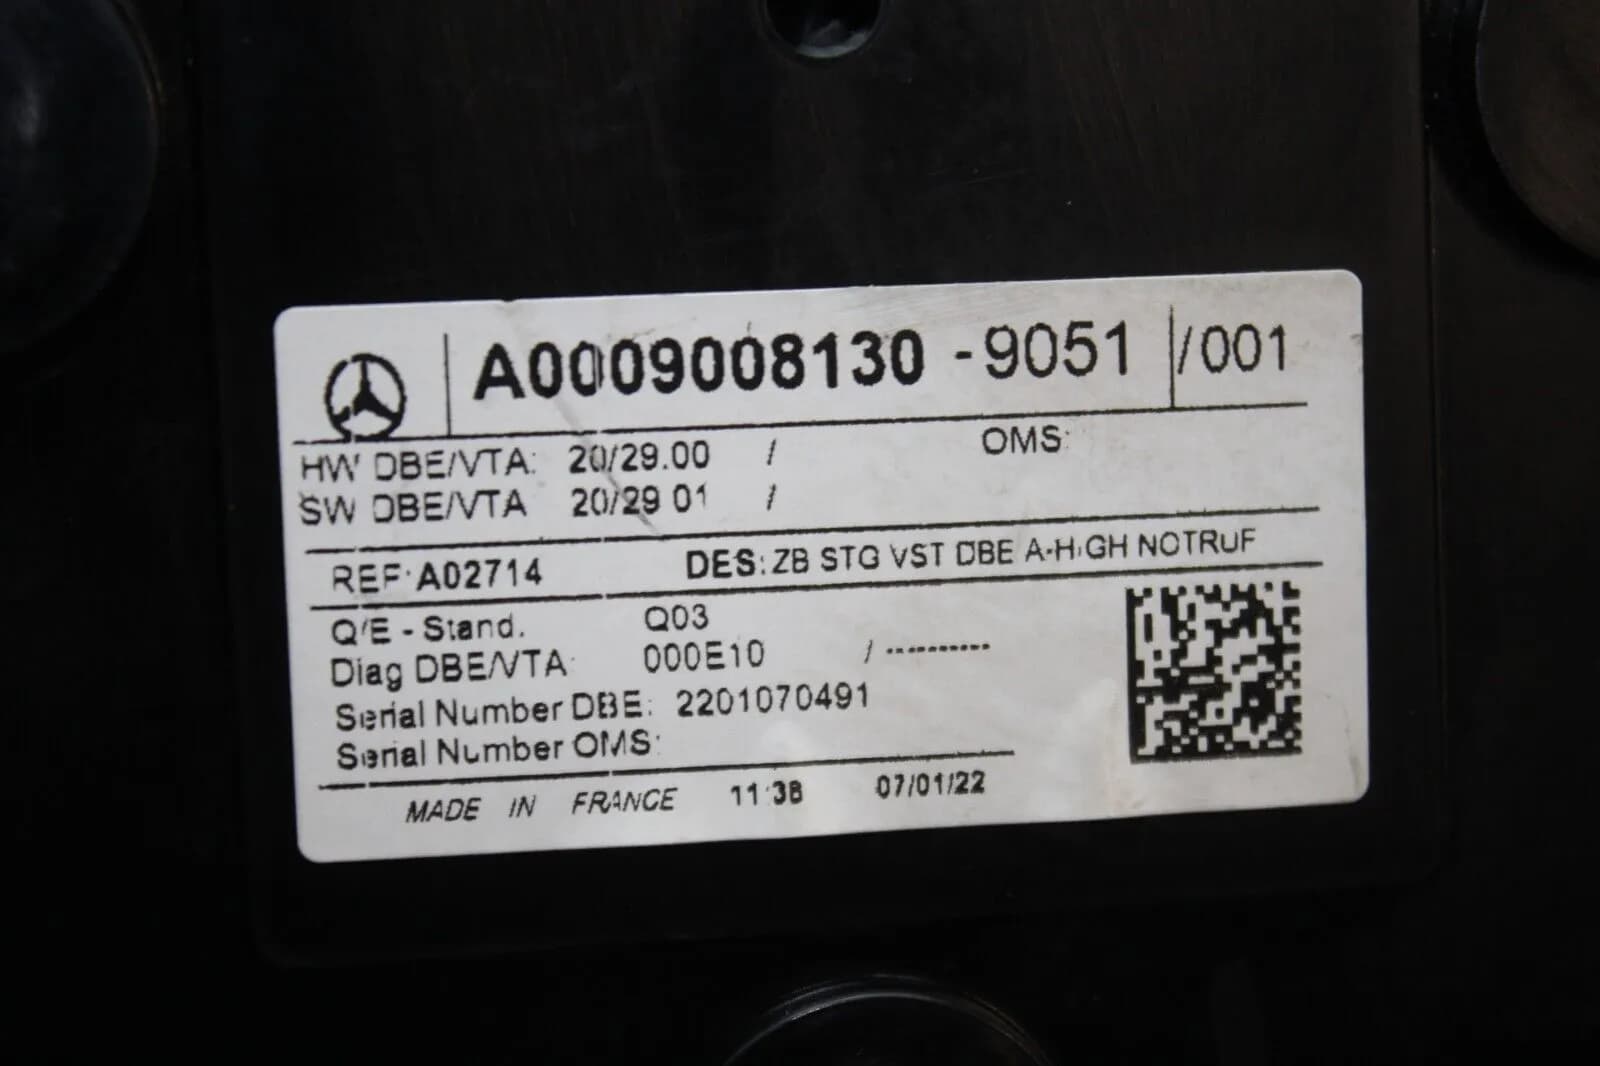 A0009008130 -9051 /001
HW DBE/VTA: 20/29.00 / OMS:
SW DBE/VTA 20/29 01 /
REF: A02714 DES: ZB STG VST DBE A-HIGH NOTRUF
Q/E - Stand. Q03
Diag DBE/VTA: 000E10 / ----------
Serial Number DBE: 2201070491
Serial Number OMS:
MADE IN FRANCE 11:38 07/01/22